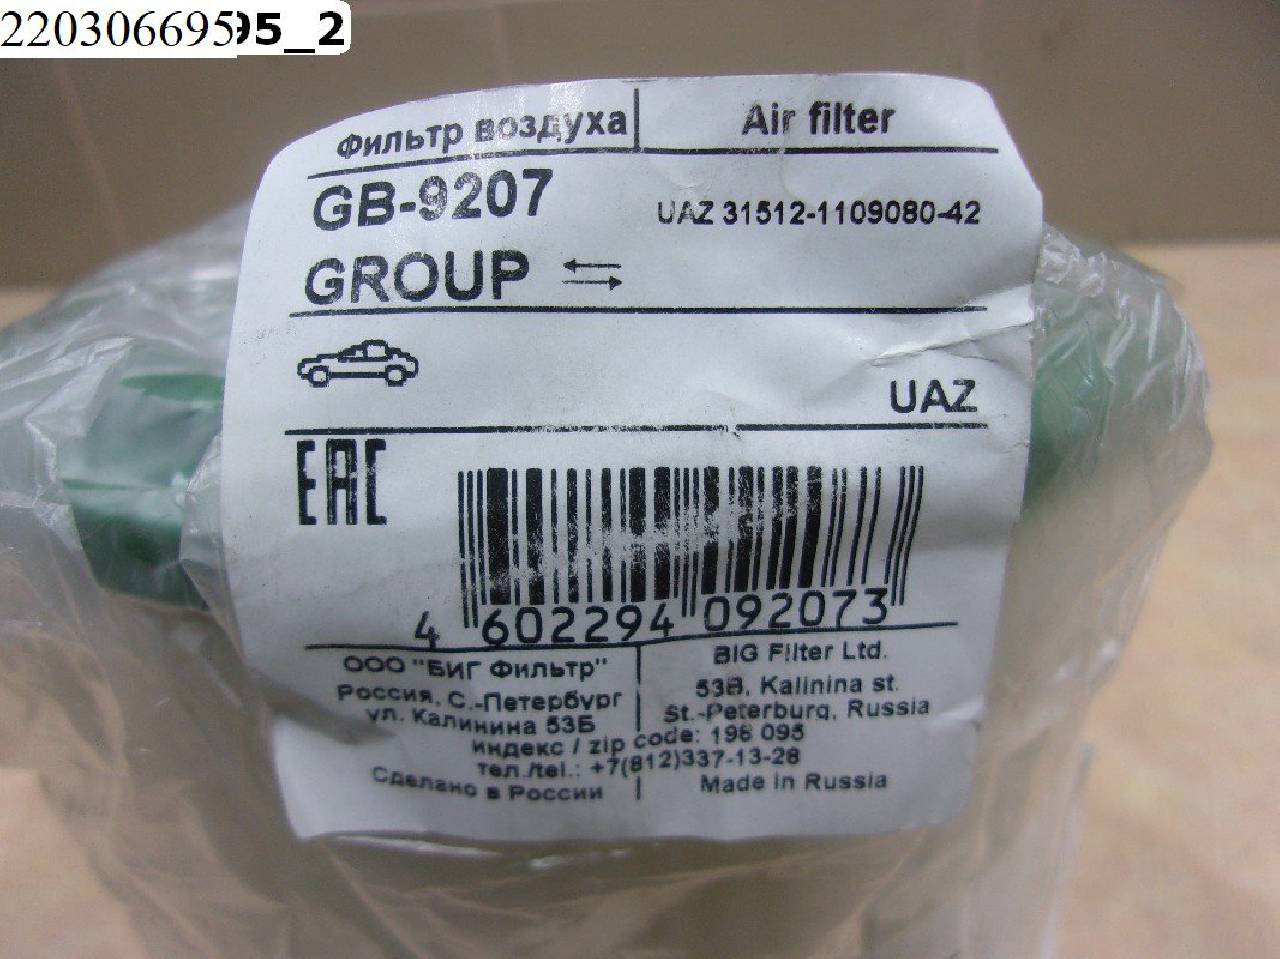 22030669595_2
Фильтр воздуха Air filter
GB-9207 UAZ 31512-1109080-42
GROUP
UAZ
EAC
4 602294 092073
ООО "БИГ Фильтр" BIG Filter Ltd.
Россия, С.-Петербург 53B, Kalinina st.
ул. Калинина 53Б St.-Peterburg, Russia
индекс / zip code: 196 095
тел./tel.: +7(812)337-13-28
Сделано в России Made in Russia